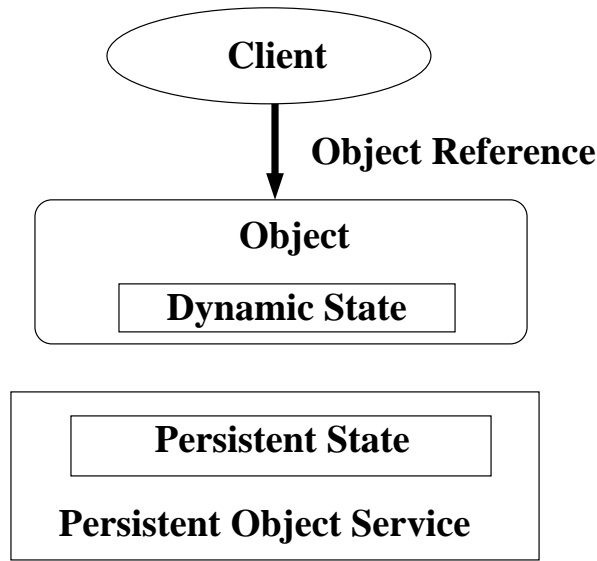 Client
Object Reference
Object
Dynamic State
Persistent State
Persistent Object Service